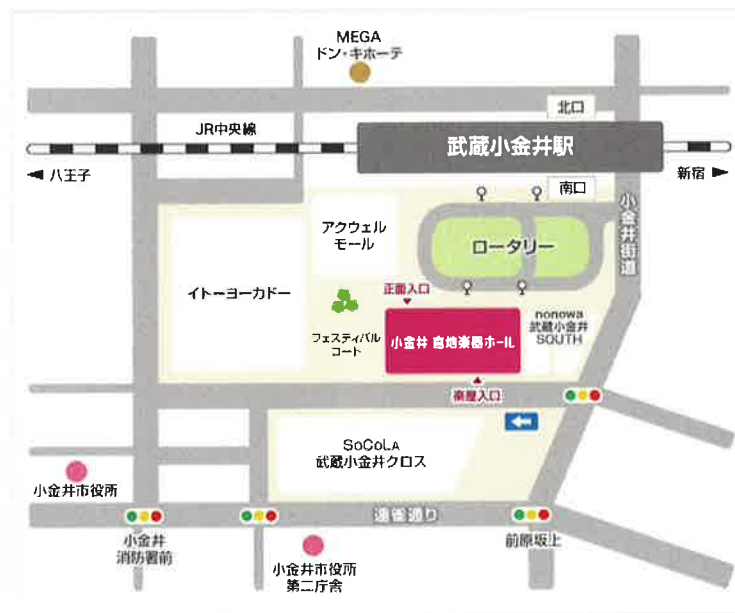 MEGA
ドン・キホーテ
北口
JR中央線
武蔵小金井駅
八王子
新宿
南口
小金井街道
アクウェル
モール
ロータリー
イトーヨーカドー
正面入口
フェスティバル
コート
小金井 宮地楽器ホール
nonowa
武蔵小金井
SOUTH
楽屋入口
SoCoLA
武蔵小金井クロス
小金井市役所
連雀通り
小金井
消防署前
前原坂上
小金井市役所
第二庁舎